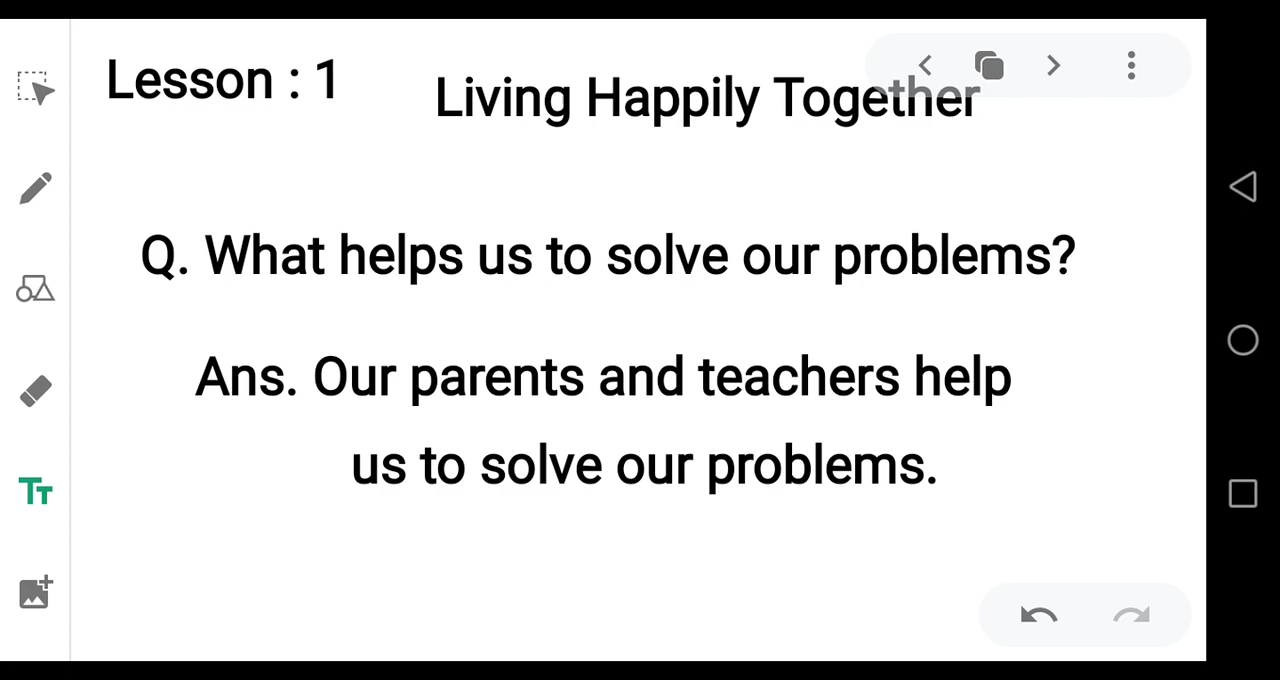 Lesson : 1
Living Happily Together
Q. What helps us to solve our problems?
Ans. Our parents and teachers help
us to solve our problems.
TT